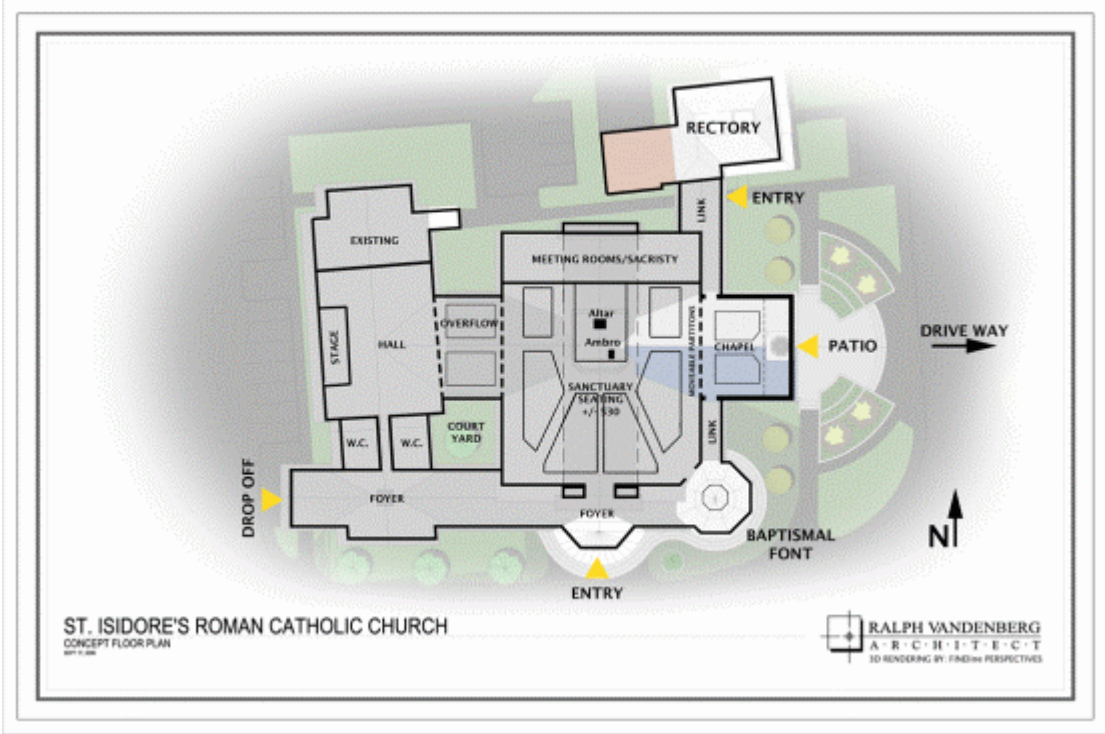 RECTORY
LINK
ENTRY
EXISTING
MEETING ROOMS/SACRISTY
Altar
OVERFLOW
Ambro
STAGE
HALL
MOVEABLE PARTITONS
CHAPEL
PATIO
DRIVE WAY
SANCTUARY
SEATING
+/- 530
COURT
YARD
W.C.
W.C.
LINK
DROP OFF
FOYER
FOYER
BAPTISMAL
FONT
N
ENTRY
ST. ISIDORE'S ROMAN CATHOLIC CHURCH
CONCEPT FLOOR PLAN
RALPH VANDENBERG
A·R·C·H·I·T·E·C·T
3D RENDERING BY: FINEline PERSPECTIVES